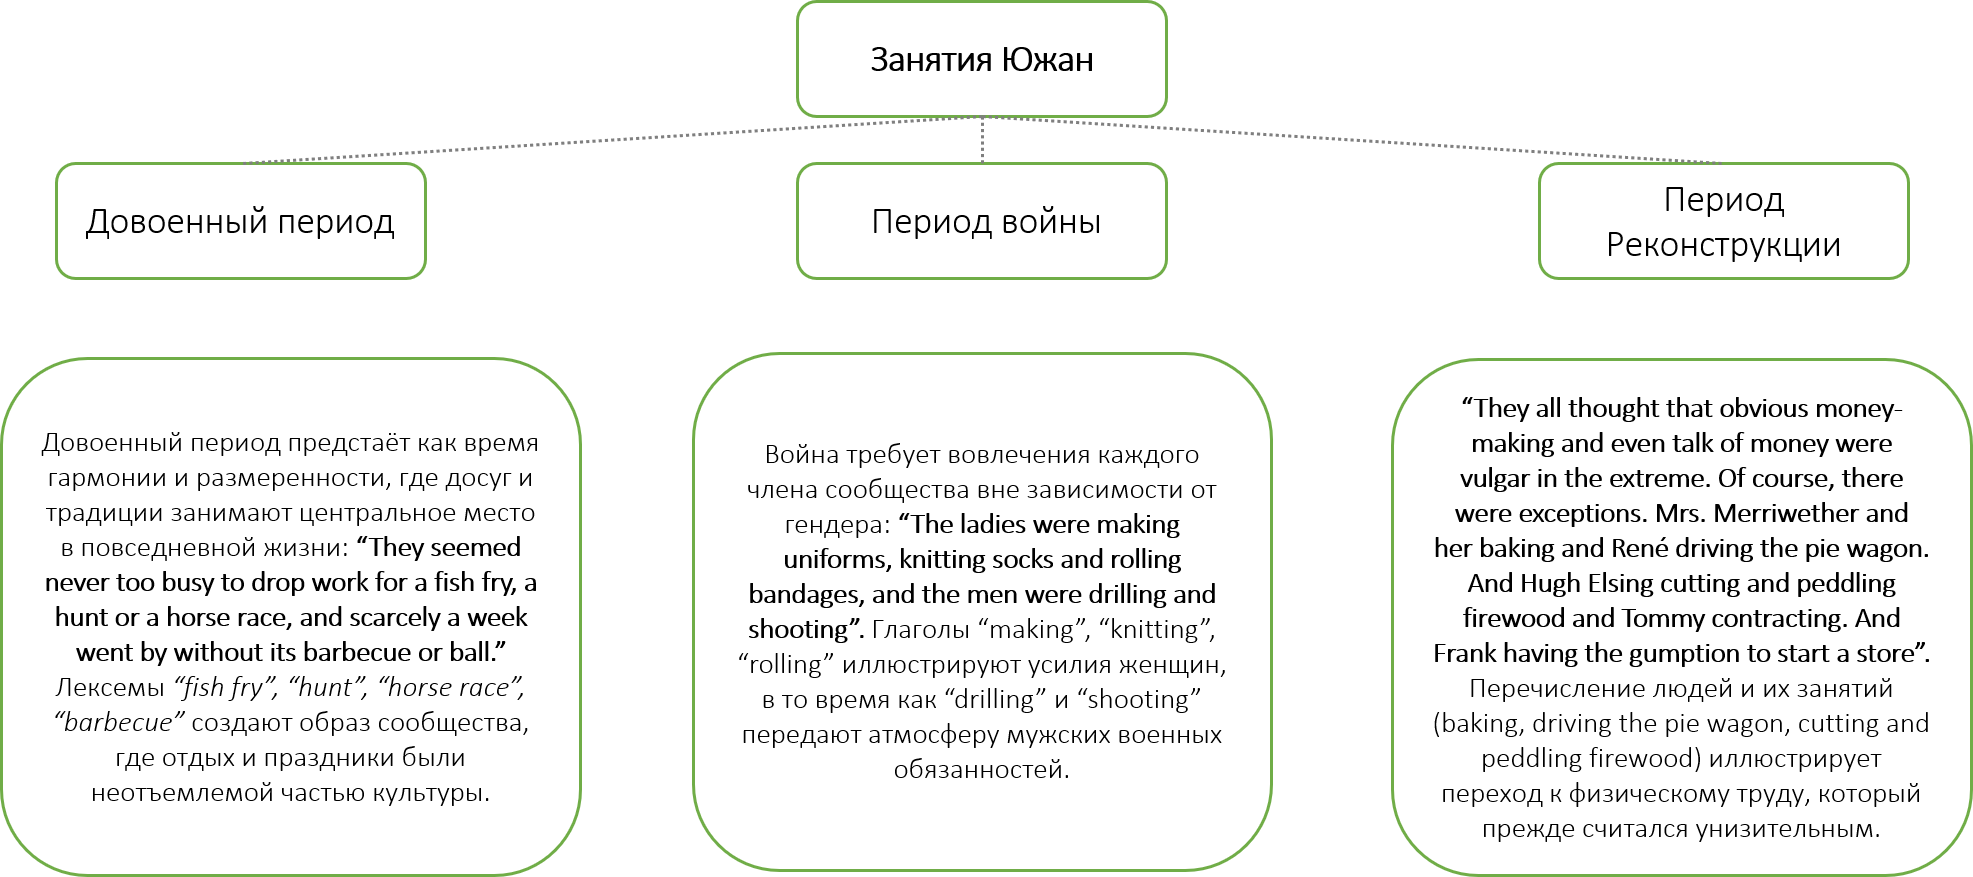 Занятия Южан
Довоенный период
Период войны
Период
Реконструкции
Довоенный период предстаёт как время
гармонии и размеренности, где досуг и
традиции занимают центральное место
в повседневной жизни: “They seemed
never too busy to drop work for a fish fry, a
hunt or a horse race, and scarcely a week
went by without its barbecue or ball.”
Лексемы “fish fry”, “hunt”, “horse race”,
“barbecue” создают образ сообщества,
где отдых и праздники были
неотъемлемой частью культуры.
Война требует вовлечения каждого
члена сообщества вне зависимости от
гендера: “The ladies were making
uniforms, knitting socks and rolling
bandages, and the men were drilling and
shooting”. Глаголы “making”, “knitting”,
“rolling” иллюстрируют усилия женщин,
в то время как “drilling” и “shooting”
передают атмосферу мужских военных
обязанностей.
“They all thought that obvious money-
making and even talk of money were
vulgar in the extreme. Of course, there
were exceptions. Mrs. Merriwether and
her baking and René driving the pie wagon.
And Hugh Elsing cutting and peddling
firewood and Tommy contracting. And
Frank having the gumption to start a store”.
Перечисление людей и их занятий
(baking, driving the pie wagon, cutting and
peddling firewood) иллюстрирует
переход к физическому труду, который
прежде считался унизительным.